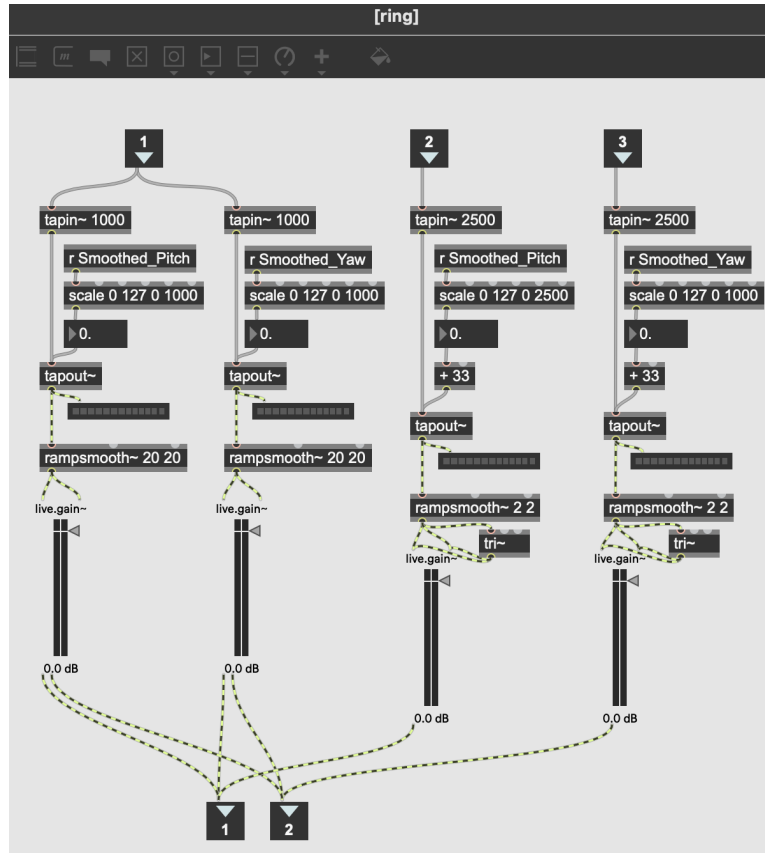 [ring]
m
1
2
3
tapin~ 1000
tapin~ 1000
tapin~ 2500
tapin~ 2500
r Smoothed_Pitch
r Smoothed_Yaw
r Smoothed_Pitch
r Smoothed_Yaw
scale 0 127 0 1000
scale 0 127 0 1000
scale 0 127 0 2500
scale 0 127 0 1000
0.
0.
0.
0.
tapout~
tapout~
+ 33
+ 33
tapout~
tapout~
rampsmooth~ 20 20
rampsmooth~ 20 20
rampsmooth~ 2 2
rampsmooth~ 2 2
live.gain~
live.gain~
tri~
tri~
live.gain~
live.gain~
0.0 dB
0.0 dB
0.0 dB
0.0 dB
1
2